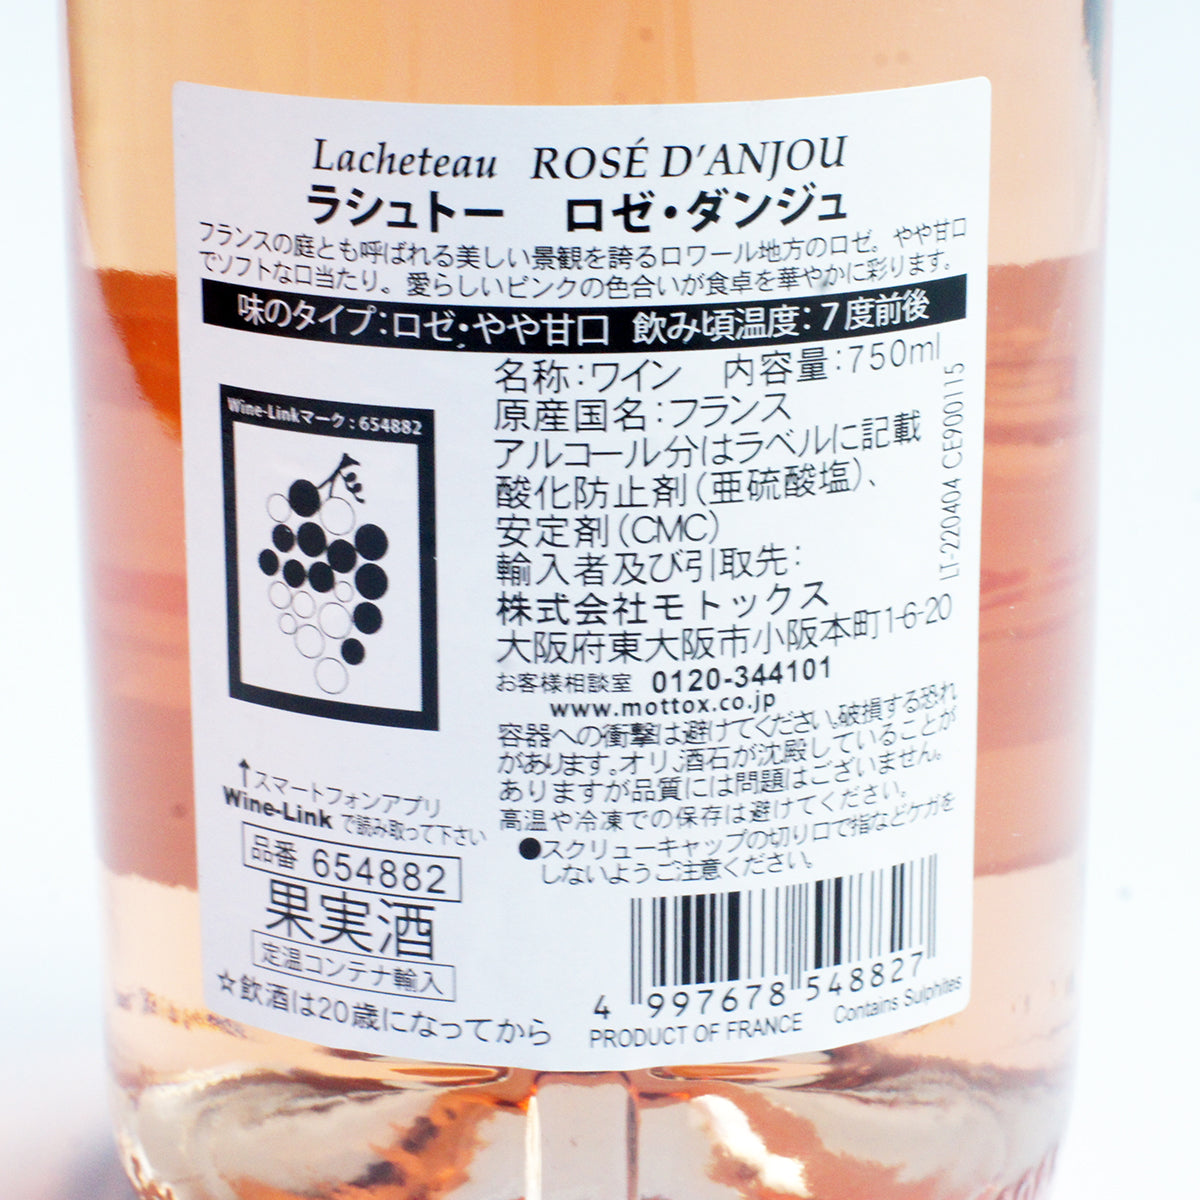 Lacheteau ROSÉ D'ANJOU
ラシュトー ロゼ・ダンジュ
フランスの庭とも呼ばれる美しい景観を誇るロワール地方のロゼ。やや甘口
でソフトな口当たり。愛らしいピンクの色合いが食卓を華やかに彩ります。
味のタイプ:ロゼ・やや甘口 飲み頃温度:7度前後
名称:ワイン 内容量:750ml
原産国名:フランス
アルコール分はラベルに記載
酸化防止剤(亜硫酸塩)、
安定剤(CMC)
輸入者及び引取先:
株式会社モトックス
大阪府東大阪市小阪本町1-6-20
お客様相談室 0120-344101
www.mottox.co.jp
容器への衝撃は避けてください。破損する恐れ
があります。オリ、酒石が沈殿していることが
ありますが品質には問題はございません。
高温や冷凍での保存は避けてください。
●スクリューキャップの切り口で指などケガを
しないようご注意ください。
LT-220404 CE900115
Wine-Linkマーク:654882
↑スマートフォンアプリ
Wine-Link で読み取って下さい
品番 654882
果実酒
定温コンテナ輸入
☆飲酒は20歳になってから
4 997678 548827
PRODUCT OF FRANCE Contains Sulphites